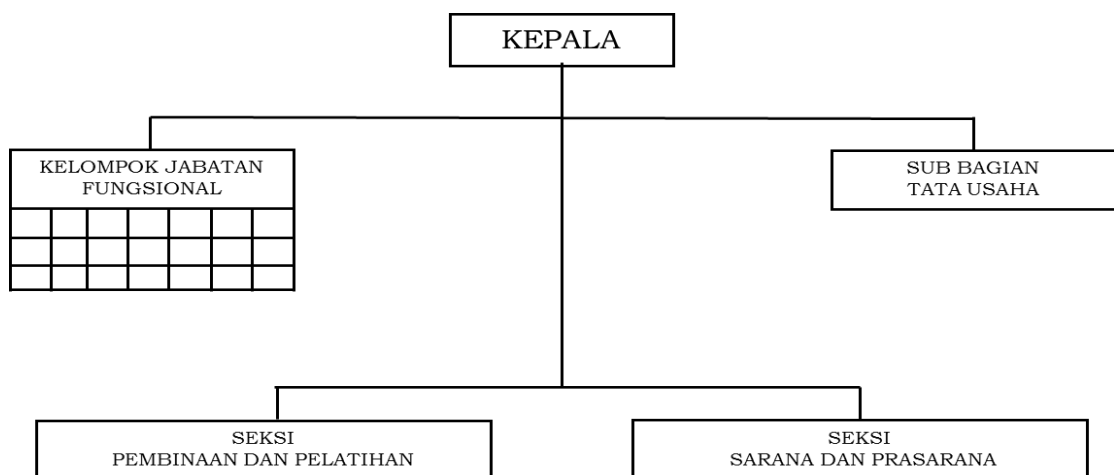 KEPALA
KELOMPOK JABATAN
FUNGSIONAL
SUB BAGIAN
TATA USAHA
SEKSI
PEMBINAAN DAN PELATIHAN
SEKSI
SARANA DAN PRASARANA